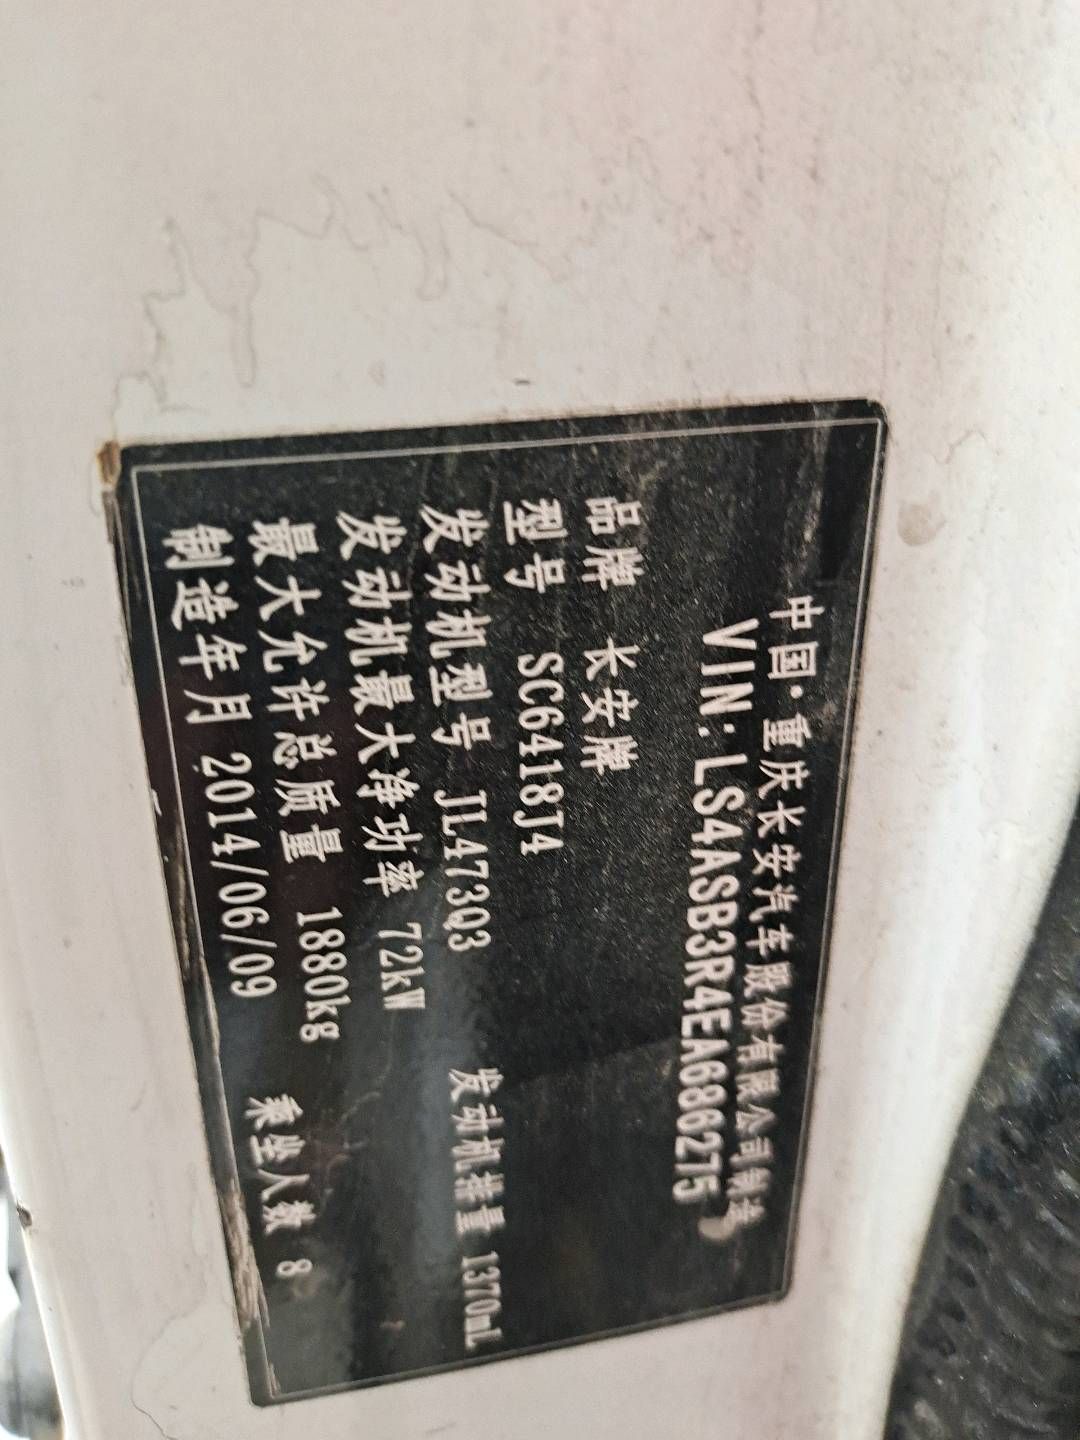 中国·重庆长安汽车股份有限公司制造
VIN:LS4ASB3R4EA686275
品牌 长安牌
型号 SC6418J4
发动机型号 JL473Q3 发动机排量 1370mL
发动机最大净功率 72kW
最大允许总质量 1880kg 乘坐人数 8
制造年月 2014/06/09